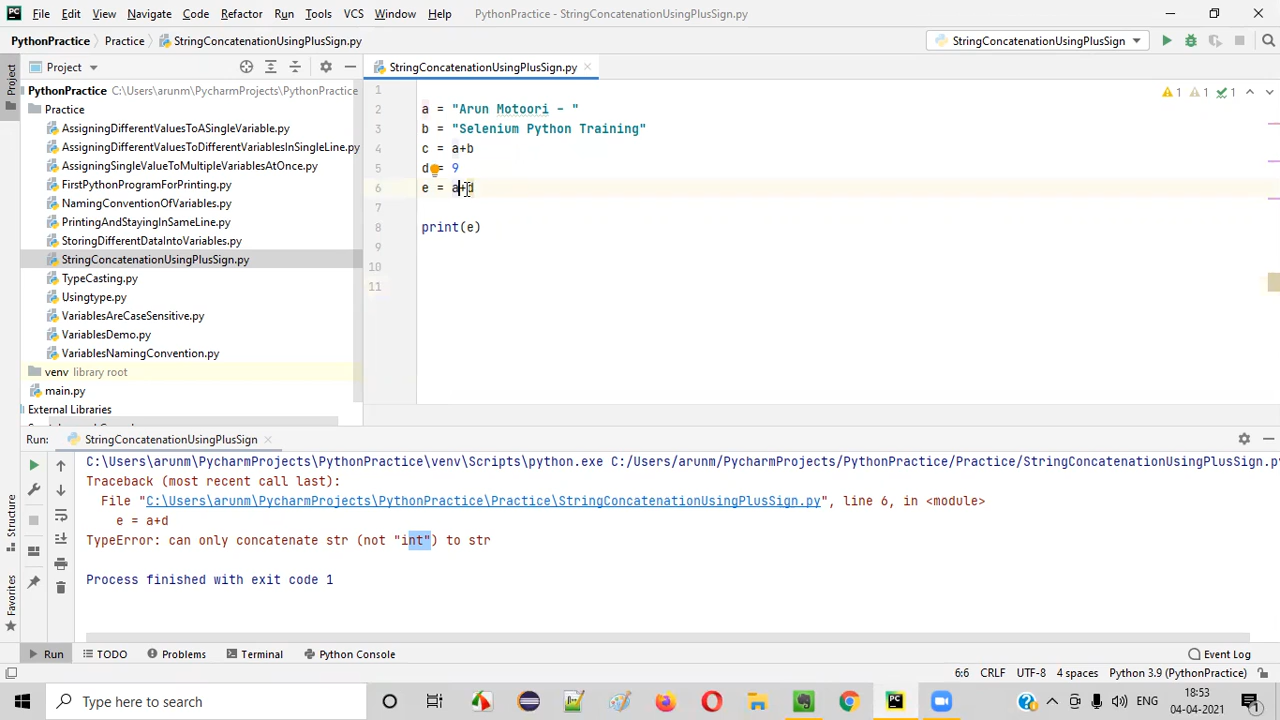 File Edit View Navigate Code Refactor Run Tools VCS Window Help PythonPractice - StringConcatenationUsingPlusSign.py
PythonPractice Practice StringConcatenationUsingPlusSign.py StringConcatenationUsingPlusSign
Project
StringConcatenationUsingPlusSign.py
PythonPractice C:\Users\arunm\PycharmProjects\PythonPractice
Practice
AssigningDifferentValuesToASingleVariable.py
AssigningDifferentValuesToDifferentVariablesInSingleLine.py
AssigningSingleValueToMultipleVariablesAtOnce.py
FirstPythonProgramForPrinting.py
NamingConventionOfVariables.py
PrintingAndStayingInSameLine.py
StoringDifferentDataIntoVariables.py
StringConcatenationUsingPlusSign.py
TypeCasting.py
Usingtype.py
VariablesAreCaseSensitive.py
VariablesDemo.py
VariablesNamingConvention.py
venv library root
main.py
External Libraries
1
2 a = "Arun Motoori - "
3 b = "Selenium Python Training"
4 c = a+b
5 d = 9
6 e = a+d
7
8 print(e)
9
10
11
1 1 1
Project
Structure
Favorites
Run: StringConcatenationUsingPlusSign
C:\Users\arunm\PycharmProjects\PythonPractice\venv\Scripts\python.exe C:/Users/arunm/PycharmProjects/PythonPractice/Practice/StringConcatenationUsingPlusSign.py
Traceback (most recent call last):
File "C:\Users\arunm\PycharmProjects\PythonPractice\Practice\StringConcatenationUsingPlusSign.py", line 6, in <module>
e = a+d
TypeError: can only concatenate str (not "int") to str
Process finished with exit code 1
Run TODO Problems Terminal Python Console Event Log
6:6 CRLF UTF-8 4 spaces Python 3.9 (PythonPractice)
Type here to search
18:53
04-04-2021